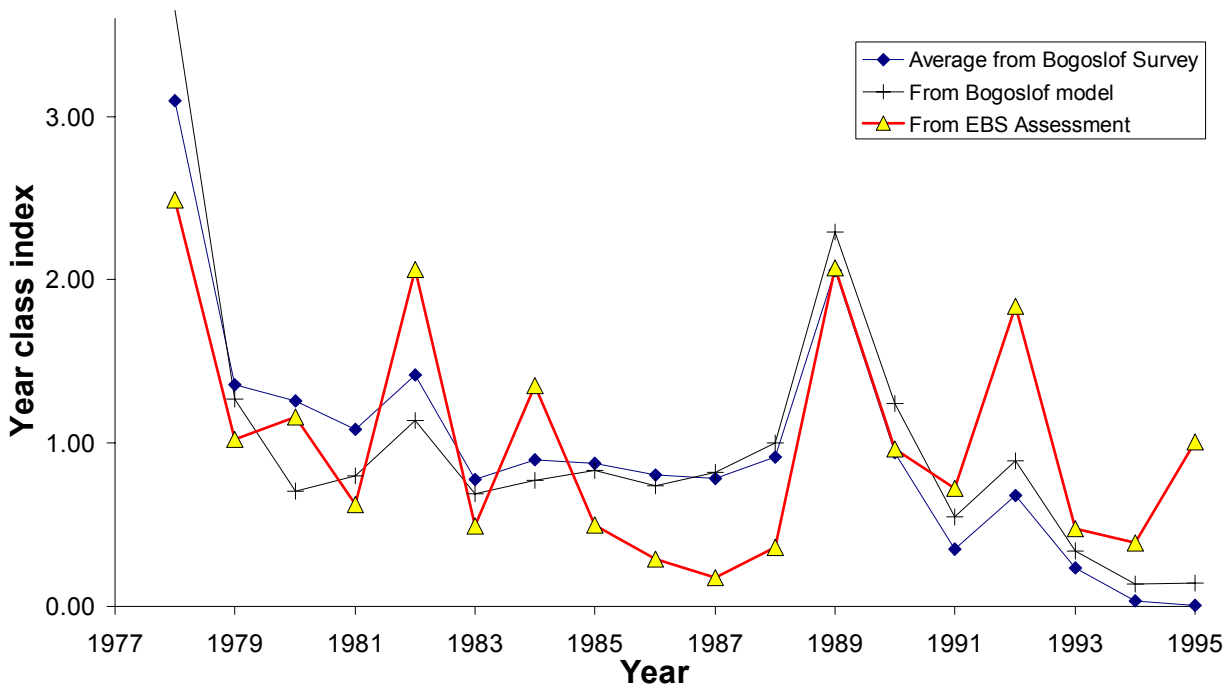 Average from Bogoslof Survey
From Bogoslof model
From EBS Assessment
Year class index
3.00
2.00
1.00
0.00
1977 1979 1981 1983 1985 1987 1989 1991 1993 1995
Year